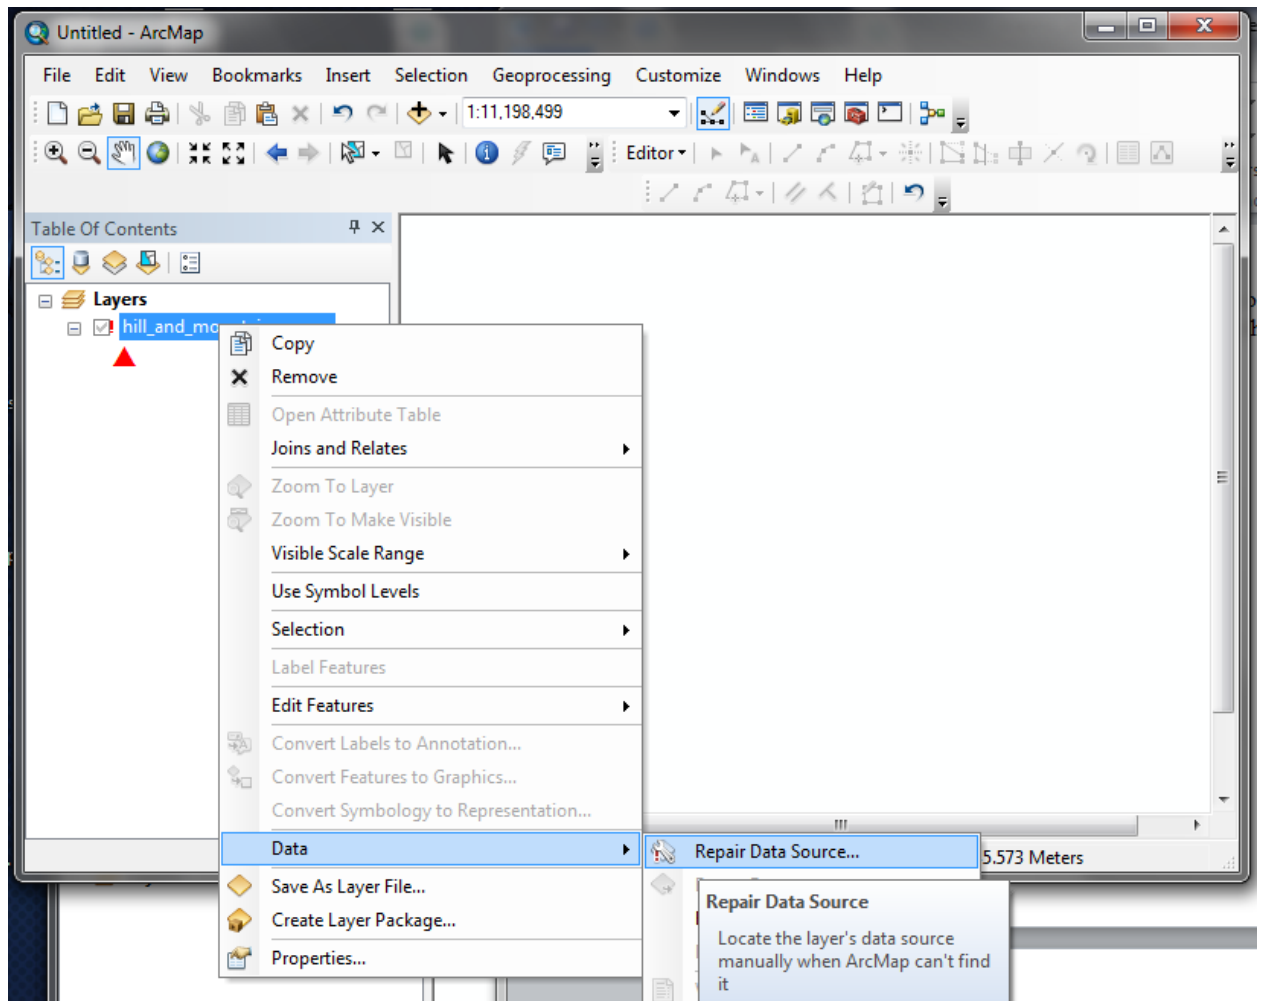 Untitled - ArcMap
File Edit View Bookmarks Insert Selection Geoprocessing Customize Windows Help
1:11,198,499
Editor
Table Of Contents
Layers
hill_and_mo
Copy
Remove
Open Attribute Table
Joins and Relates
Zoom To Layer
Zoom To Make Visible
Visible Scale Range
Use Symbol Levels
Selection
Label Features
Edit Features
Convert Labels to Annotation...
Convert Features to Graphics...
Convert Symbology to Representation...
Data
Repair Data Source...
5.573 Meters
Save As Layer File...
Create Layer Package...
Properties...
Repair Data Source
Locate the layer's data source
manually when ArcMap can't find
it